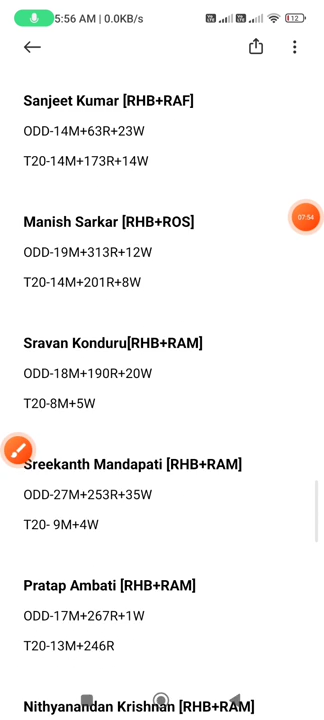 5:56 AM | 0.0KB/s
12
Sanjeet Kumar [RHB+RAF]
ODD-14M+63R+23W
T20-14M+173R+14W
Manish Sarkar [RHB+ROS]
07:54
ODD-19M+313R+12W
T20-14M+201R+8W
Sravan Konduru[RHB+RAM]
ODD-18M+190R+20W
T20-8M+5W
Sreekanth Mandapati [RHB+RAM]
ODD-27M+253R+35W
T20- 9M+4W
Pratap Ambati [RHB+RAM]
ODD-17M+267R+1W
T20-13M+246R
Nithyanandan Krishnan [RHB+RAM]